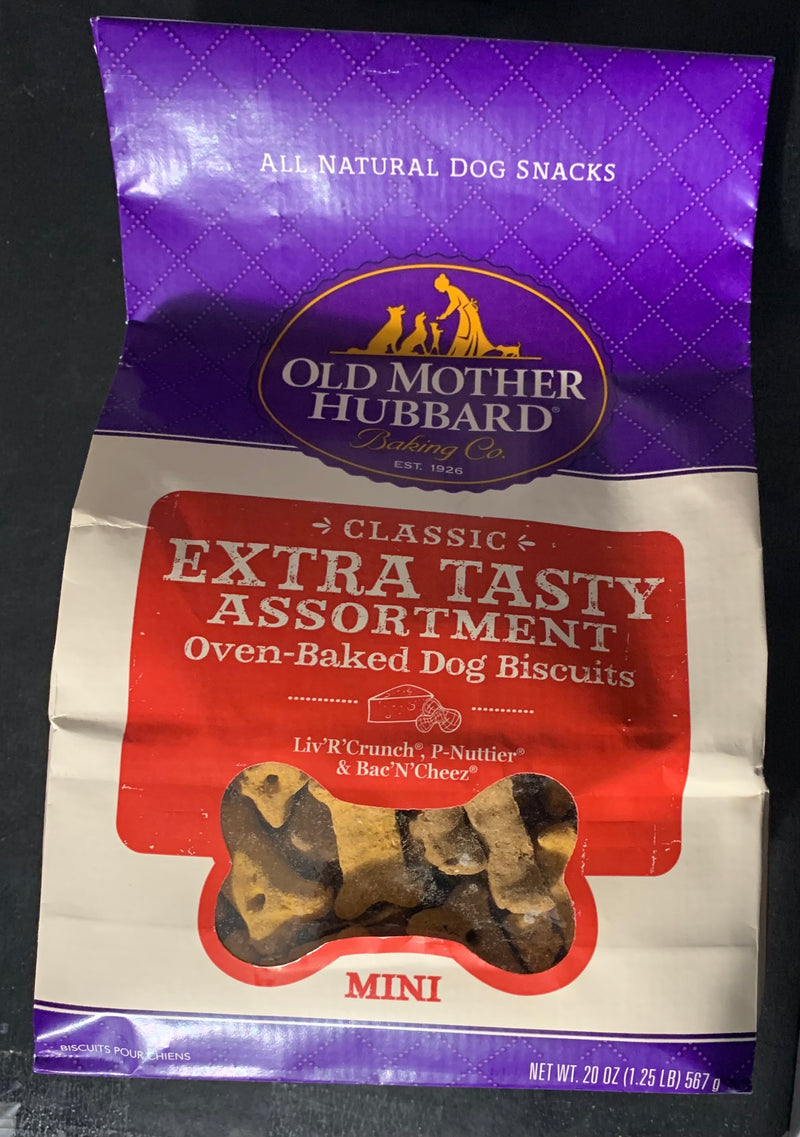 ALL NATURAL DOG SNACKS
OLD MOTHER
HUBBARD®
Baking Co.
EST. 1926
CLASSIC
EXTRA TASTY
ASSORTMENT
Oven-Baked Dog Biscuits
Liv'R'Crunch®, P-Nuttier®
& Bac'N'Cheez®
MINI
BISCUITS POUR CHIENS
NET WT. 20 OZ (1.25 LB) 567 g